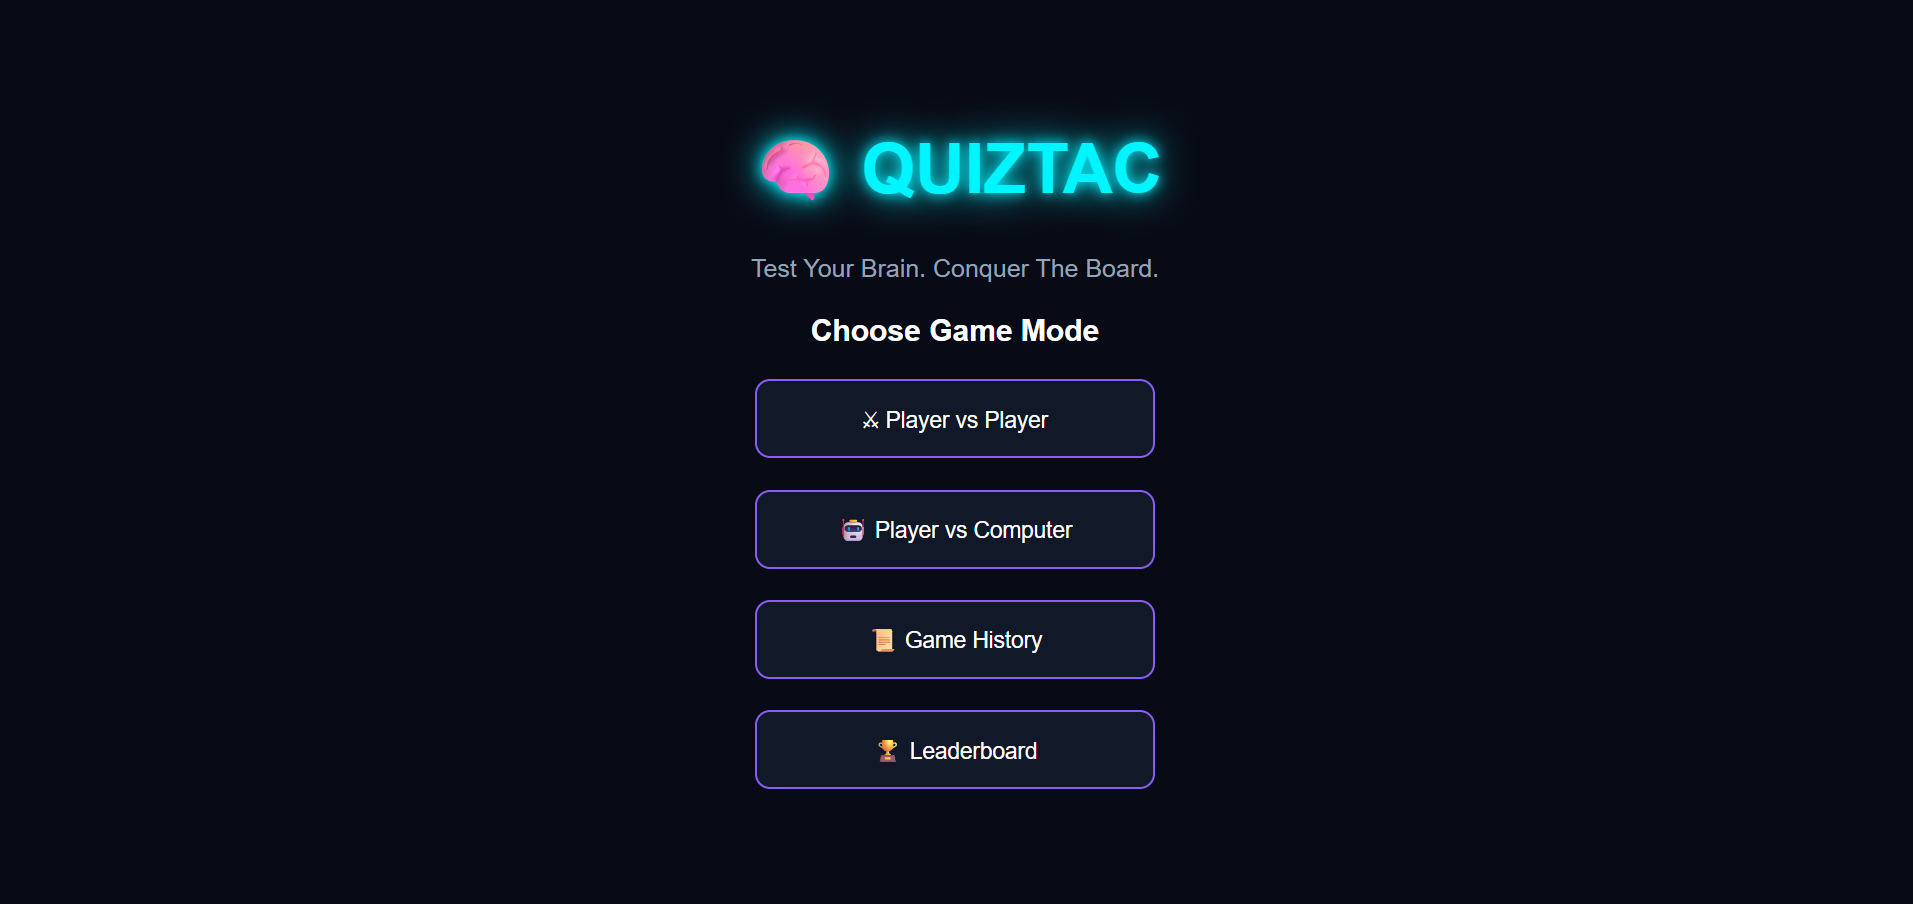 🧠 QUIZTAC
Test Your Brain. Conquer The Board.
Choose Game Mode
⚔ Player vs Player
🤖 Player vs Computer
📜 Game History
🏆 Leaderboard